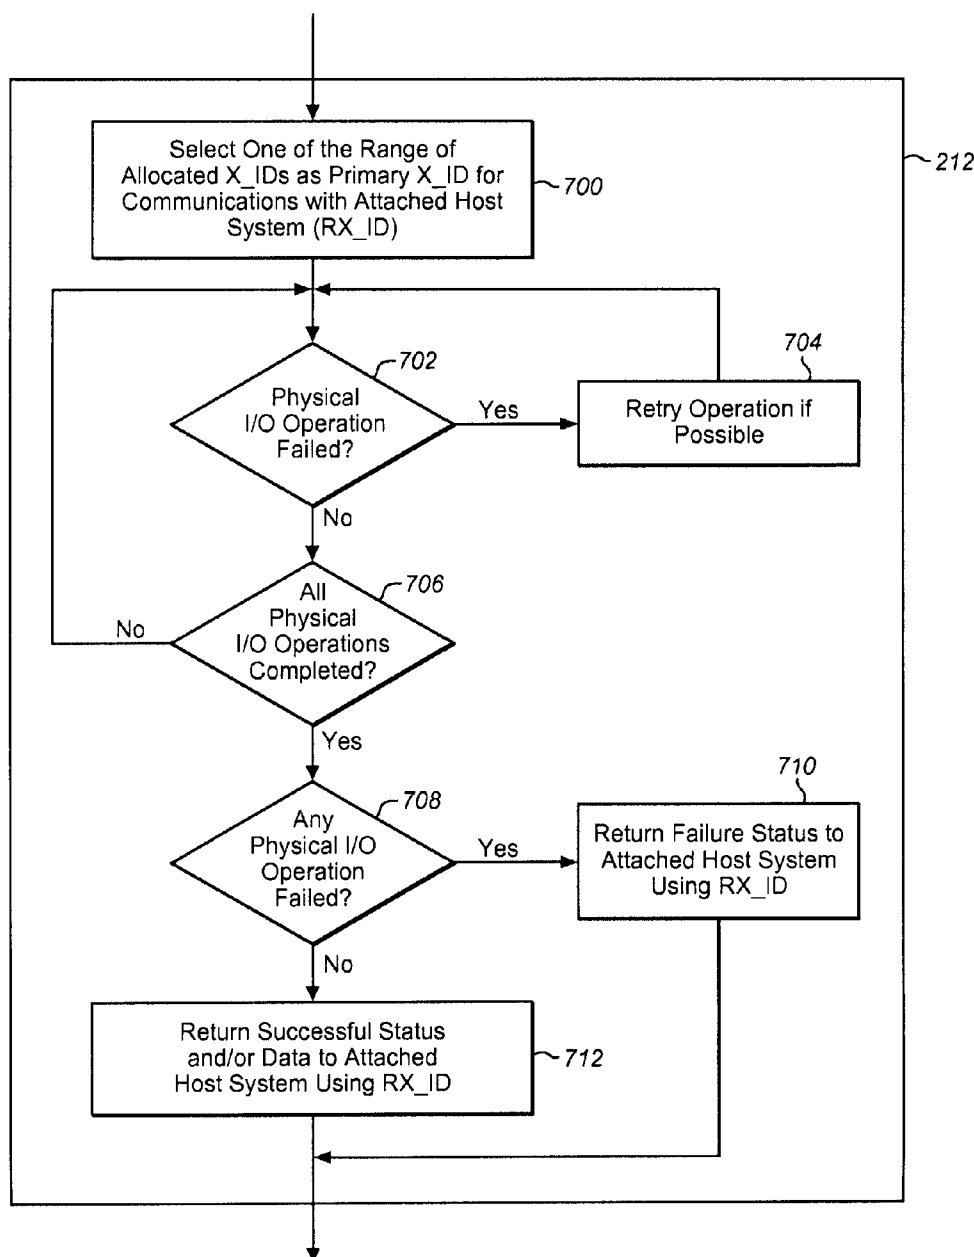 Select One of the Range of
Allocated X_IDs as Primary X_ID for
Communications with Attached Host
System (RX_ID)
700
212
702
Physical
I/O Operation
Failed?
Yes
704
Retry Operation if
Possible
No
706
All
Physical
I/O Operations
Completed?
No
Yes
708
Any
Physical I/O
Operation
Failed?
Yes
710
Return Failure Status to
Attached Host System
Using RX_ID
No
Return Successful Status
and/or Data to Attached
Host System Using RX_ID
712